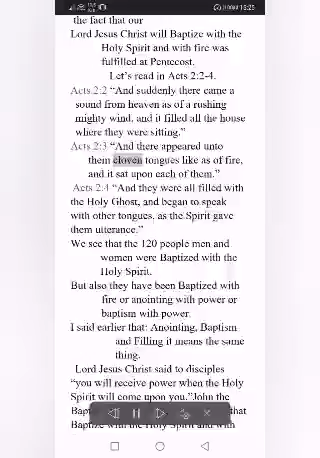 13:25
the fact that our
Lord Jesus Christ will Baptize with the
Holy Spirit and with fire was
fulfilled at Pentecost.
Let's read in Acts 2:2-4.
Acts 2:2 “And suddenly there came a
sound from heaven as of a rushing
mighty wind, and it filled all the house
where they were sitting.”
Acts 2:3 “And there appeared unto
them cloven tongues like as of fire,
and it sat upon each of them.”
Acts 2:4 “And they were all filled with
the Holy Ghost, and began to speak
with other tongues, as the Spirit gave
them utterance.”
We see that the 120 people men and
women were Baptized with the
Holy Spirit.
But also they have been Baptized with
fire or anointing with power or
baptism with power.
I said earlier that: Anointing, Baptism
and Filling it means the same
thing.
Lord Jesus Christ said to disciples
“you will receive power when the Holy
Spirit will come upon you.”John the
that